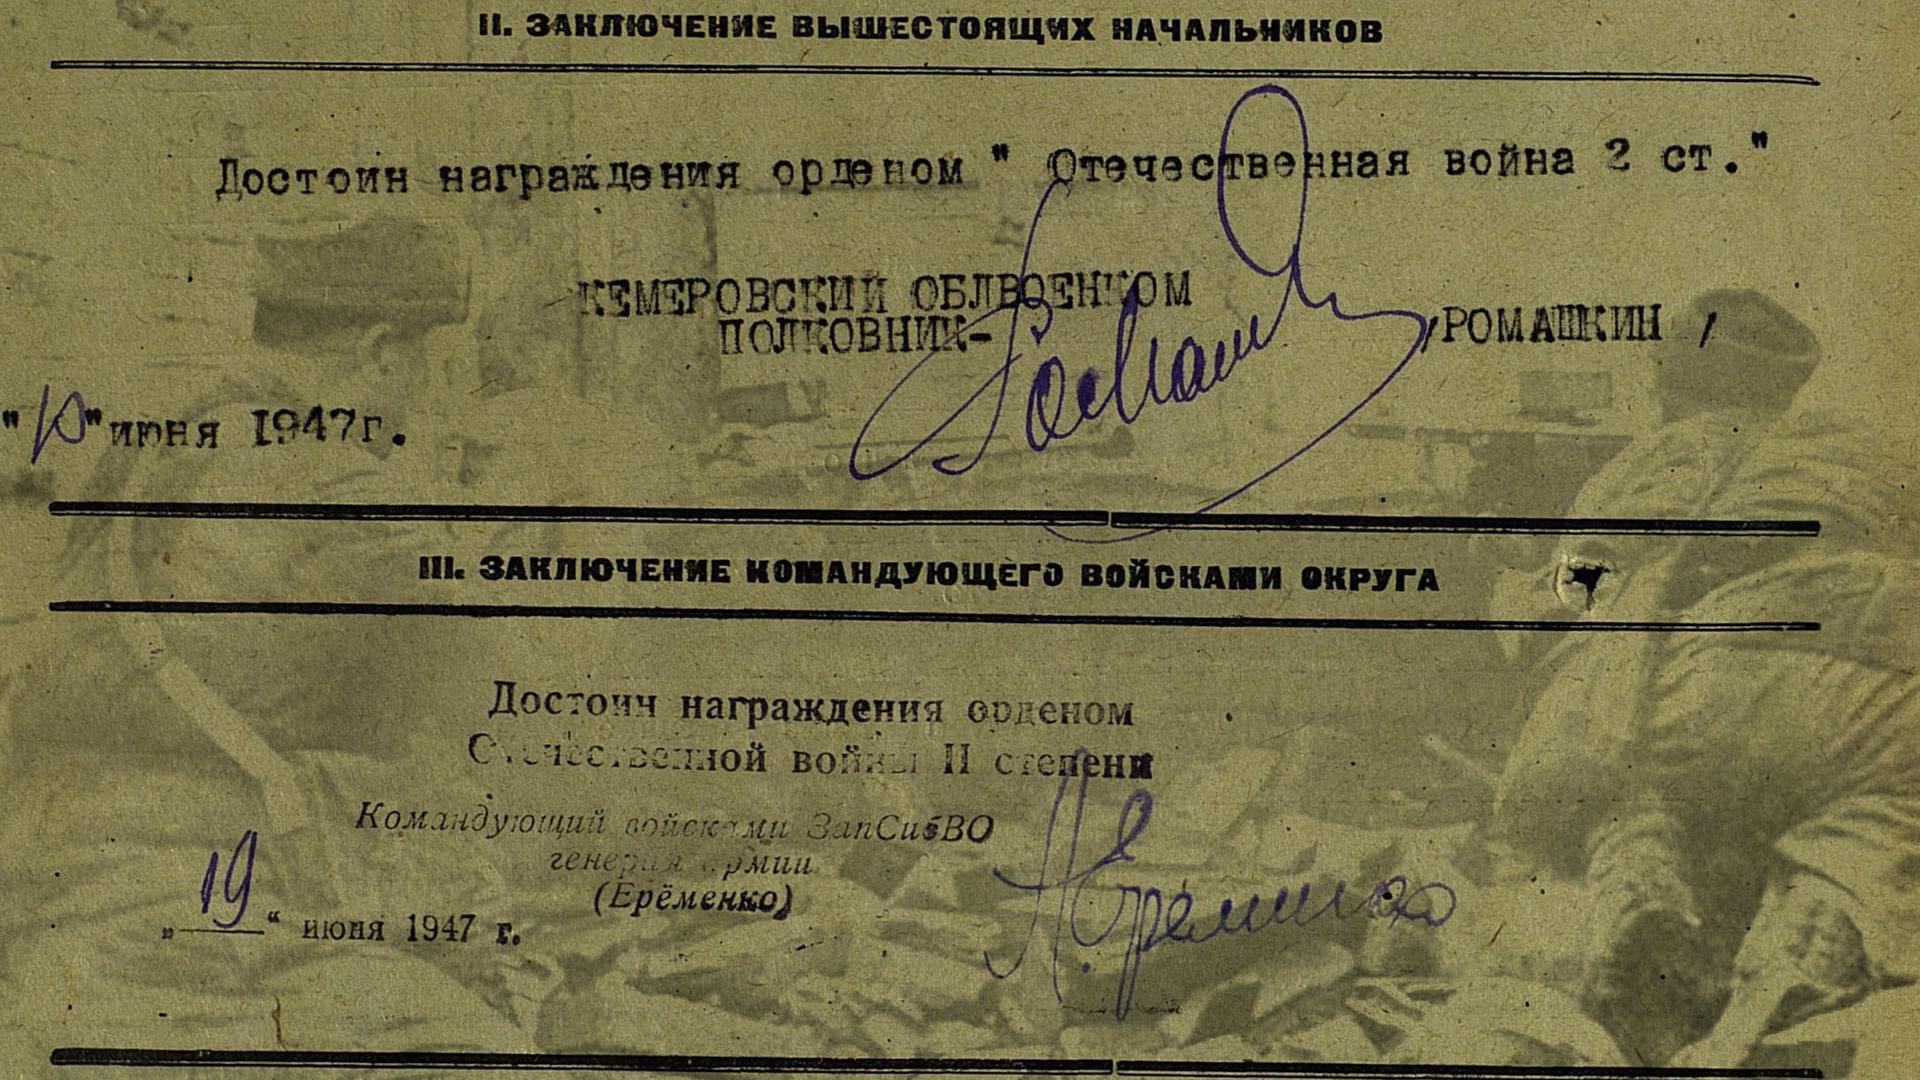 II. ЗАКЛЮЧЕНИЕ ВЫШЕСТОЯЩИХ НАЧАЛЬНИКОВ
Достоин награждения орденом " Отечественная война 2 ст."
КЕМЕРОВСКИЙ ОБЛВОЕНКОМ
ПОЛКОВНИК- /РОМАШКИН /
"10"июня 1947г.
III. ЗАКЛЮЧЕНИЕ КОМАНДУЮЩЕГО ВОЙСКАМИ ОКРУГА
Достоин награждения орденом
Отечественной войны II степени
Командующий войсками ЗапСибВО
генерал армии
(Ерёменко) А. Еременко
„19“ июня 1947 г.